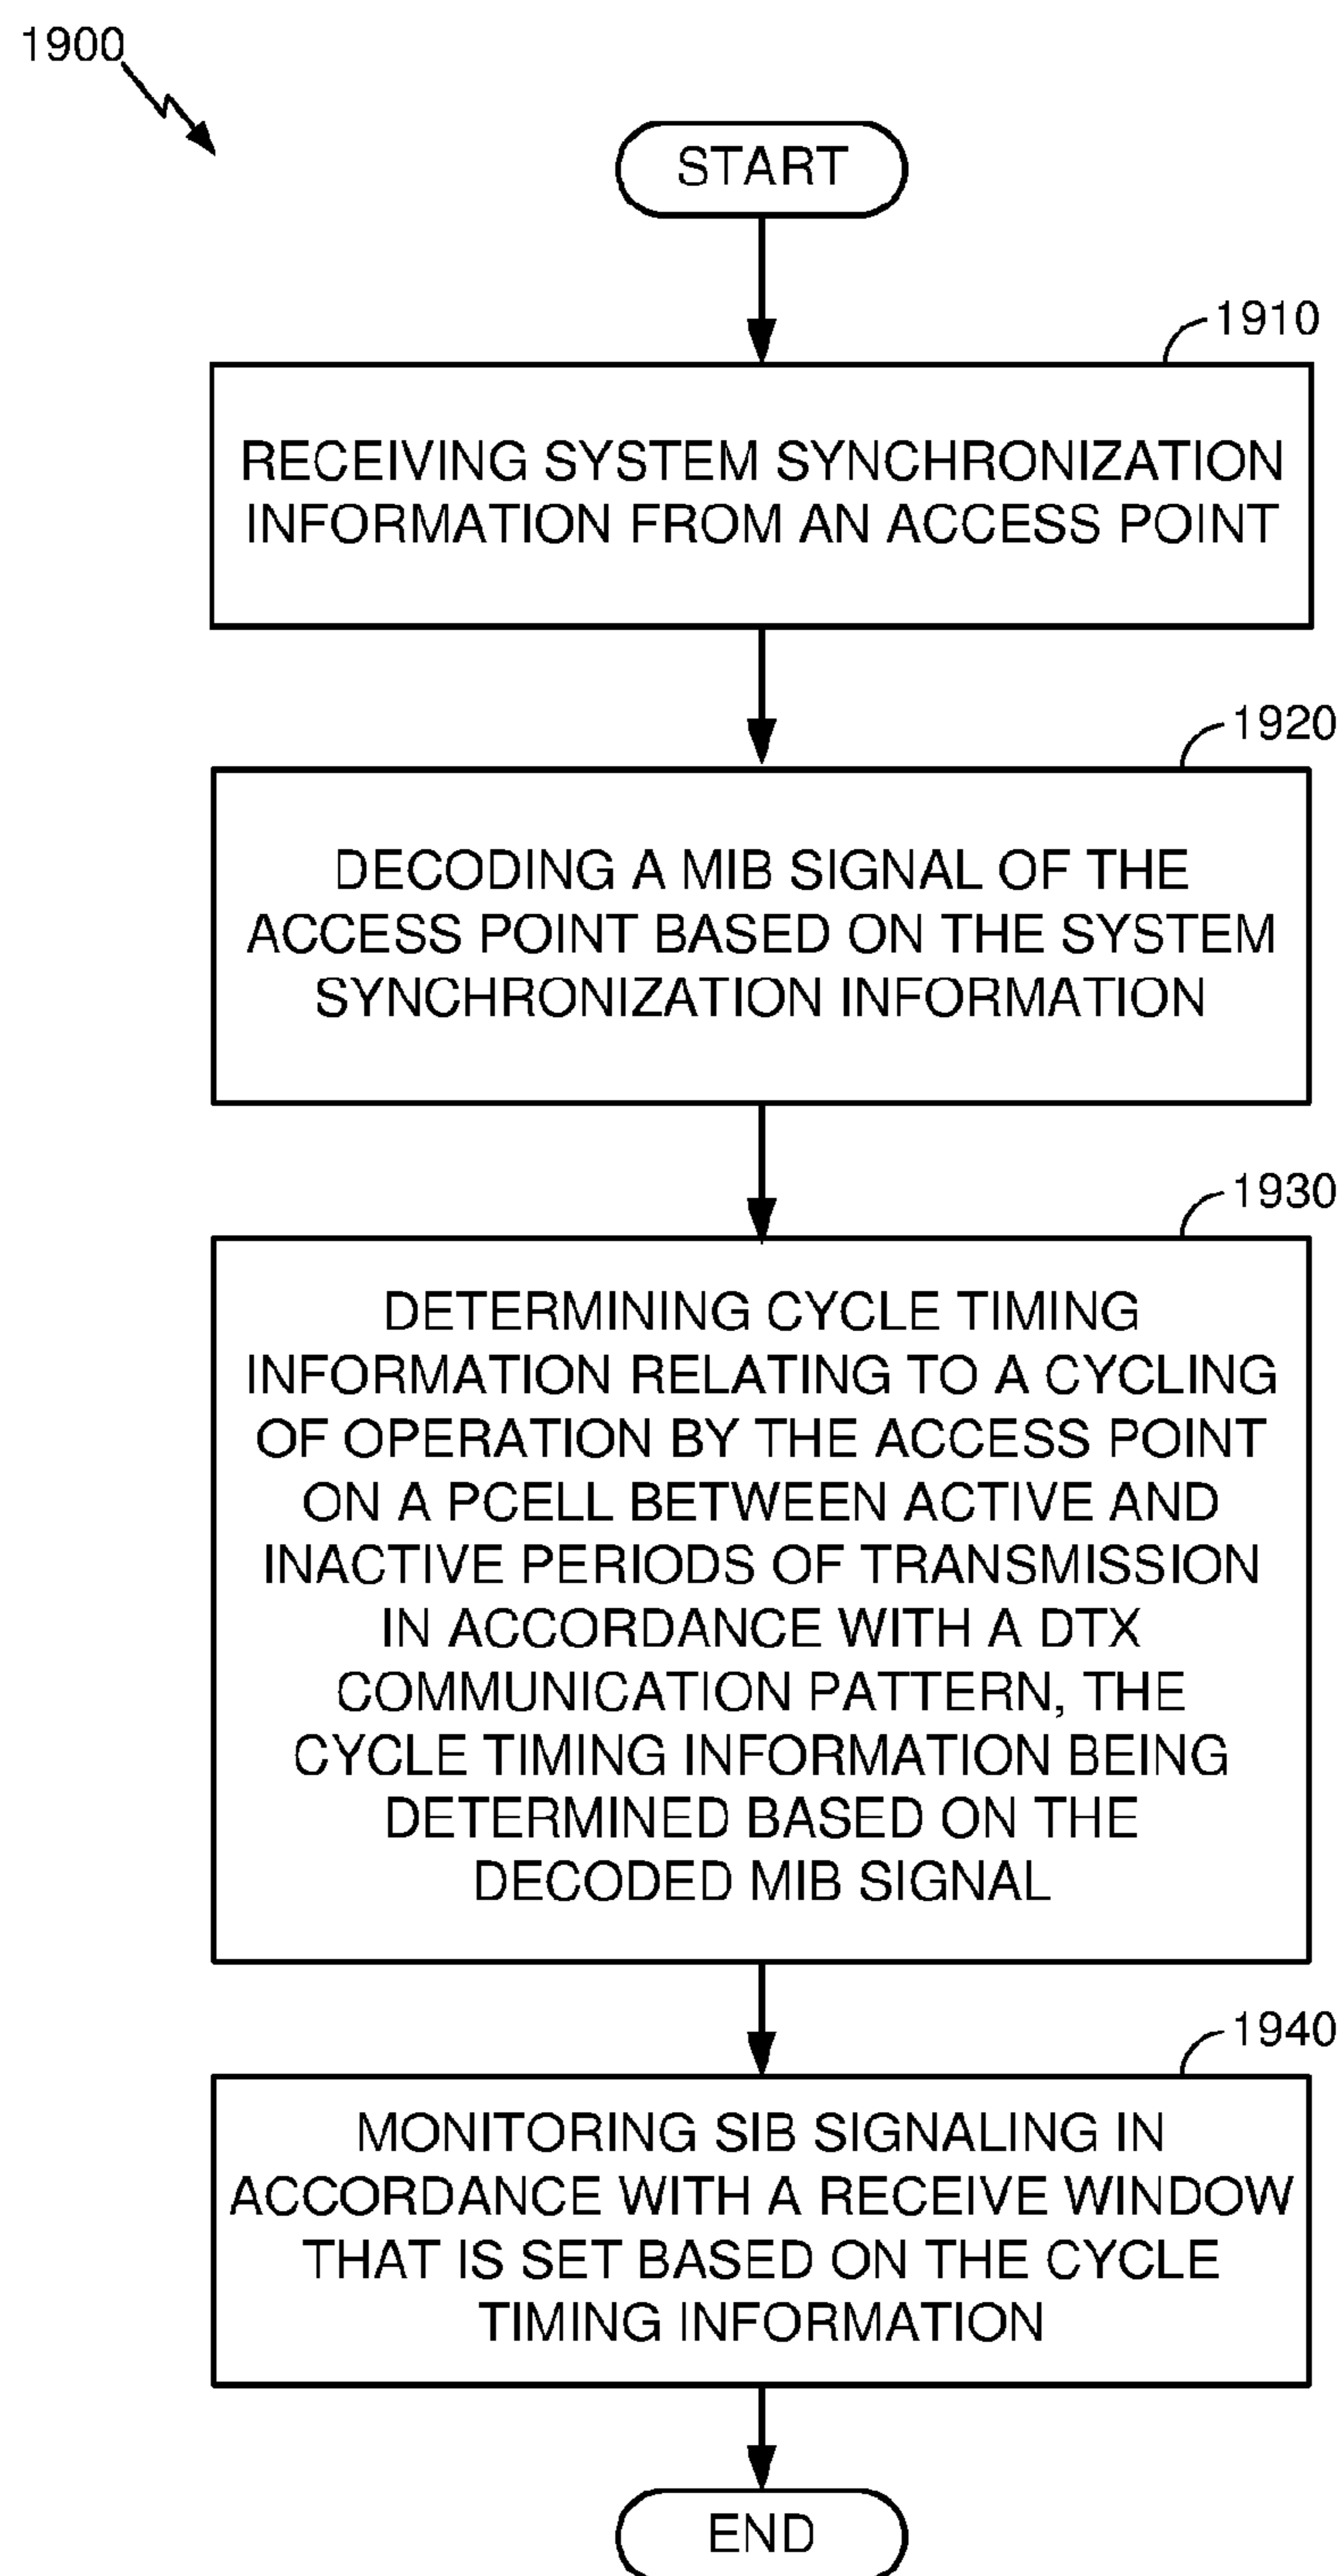 1900
START
1910
RECEIVING SYSTEM SYNCHRONIZATION
INFORMATION FROM AN ACCESS POINT
1920
DECODING A MIB SIGNAL OF THE
ACCESS POINT BASED ON THE SYSTEM
SYNCHRONIZATION INFORMATION
1930
DETERMINING CYCLE TIMING
INFORMATION RELATING TO A CYCLING
OF OPERATION BY THE ACCESS POINT
ON A PCELL BETWEEN ACTIVE AND
INACTIVE PERIODS OF TRANSMISSION
IN ACCORDANCE WITH A DTX
COMMUNICATION PATTERN, THE
CYCLE TIMING INFORMATION BEING
DETERMINED BASED ON THE
DECODED MIB SIGNAL
1940
MONITORING SIB SIGNALING IN
ACCORDANCE WITH A RECEIVE WINDOW
THAT IS SET BASED ON THE CYCLE
TIMING INFORMATION
END